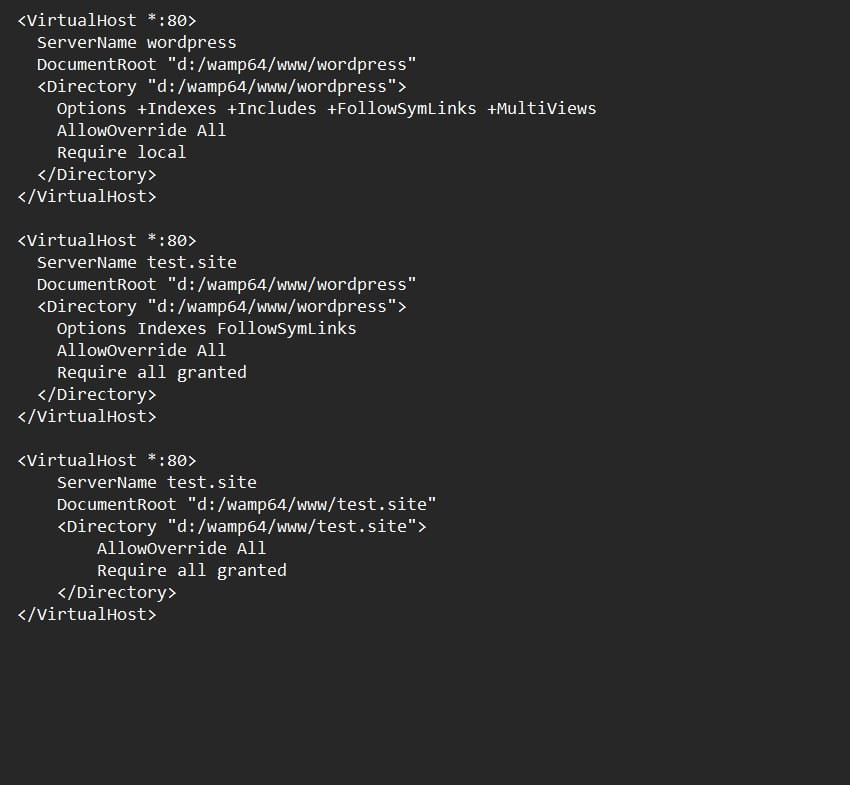 <VirtualHost *:80>
  ServerName wordpress
  DocumentRoot "d:/wamp64/www/wordpress"
  <Directory "d:/wamp64/www/wordpress">
    Options +Indexes +Includes +FollowSymLinks +MultiViews
    AllowOverride All
    Require local
  </Directory>
</VirtualHost>

<VirtualHost *:80>
  ServerName test.site
  DocumentRoot "d:/wamp64/www/wordpress"
  <Directory "d:/wamp64/www/wordpress">
    Options Indexes FollowSymLinks
    AllowOverride All
    Require all granted
  </Directory>
</VirtualHost>

<VirtualHost *:80>
    ServerName test.site
    DocumentRoot "d:/wamp64/www/test.site"
    <Directory "d:/wamp64/www/test.site">
        AllowOverride All
        Require all granted
    </Directory>
</VirtualHost>